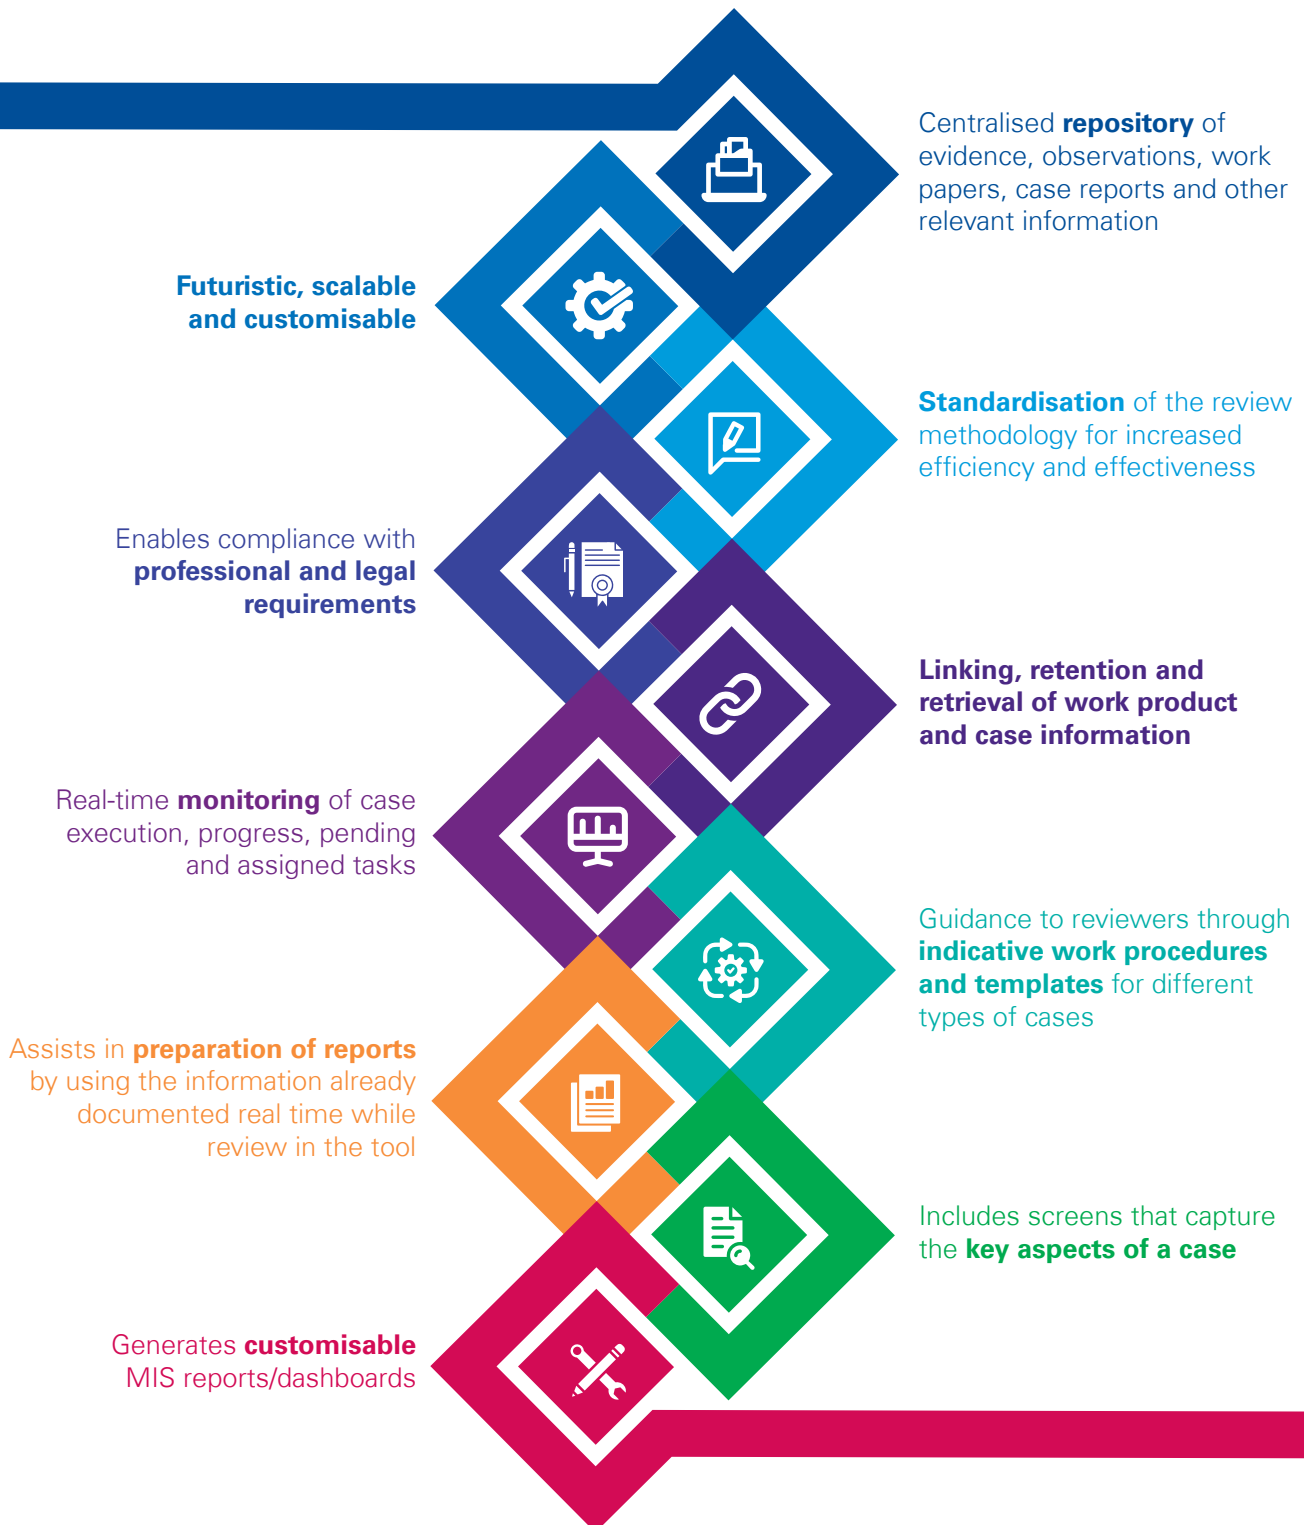 Centralised repository of
evidence, observations, work
papers, case reports and other
relevant information
Futuristic, scalable
and customisable
Standardisation of the review
methodology for increased
efficiency and effectiveness
Enables compliance with
professional and legal
requirements
Linking, retention and
retrieval of work product
and case information
Real-time monitoring of case
execution, progress, pending
and assigned tasks
Guidance to reviewers through
indicative work procedures
and templates for different
types of cases
Assists in preparation of reports
by using the information already
documented real time while
review in the tool
Includes screens that capture
the key aspects of a case
Generates customisable
MIS reports/dashboards